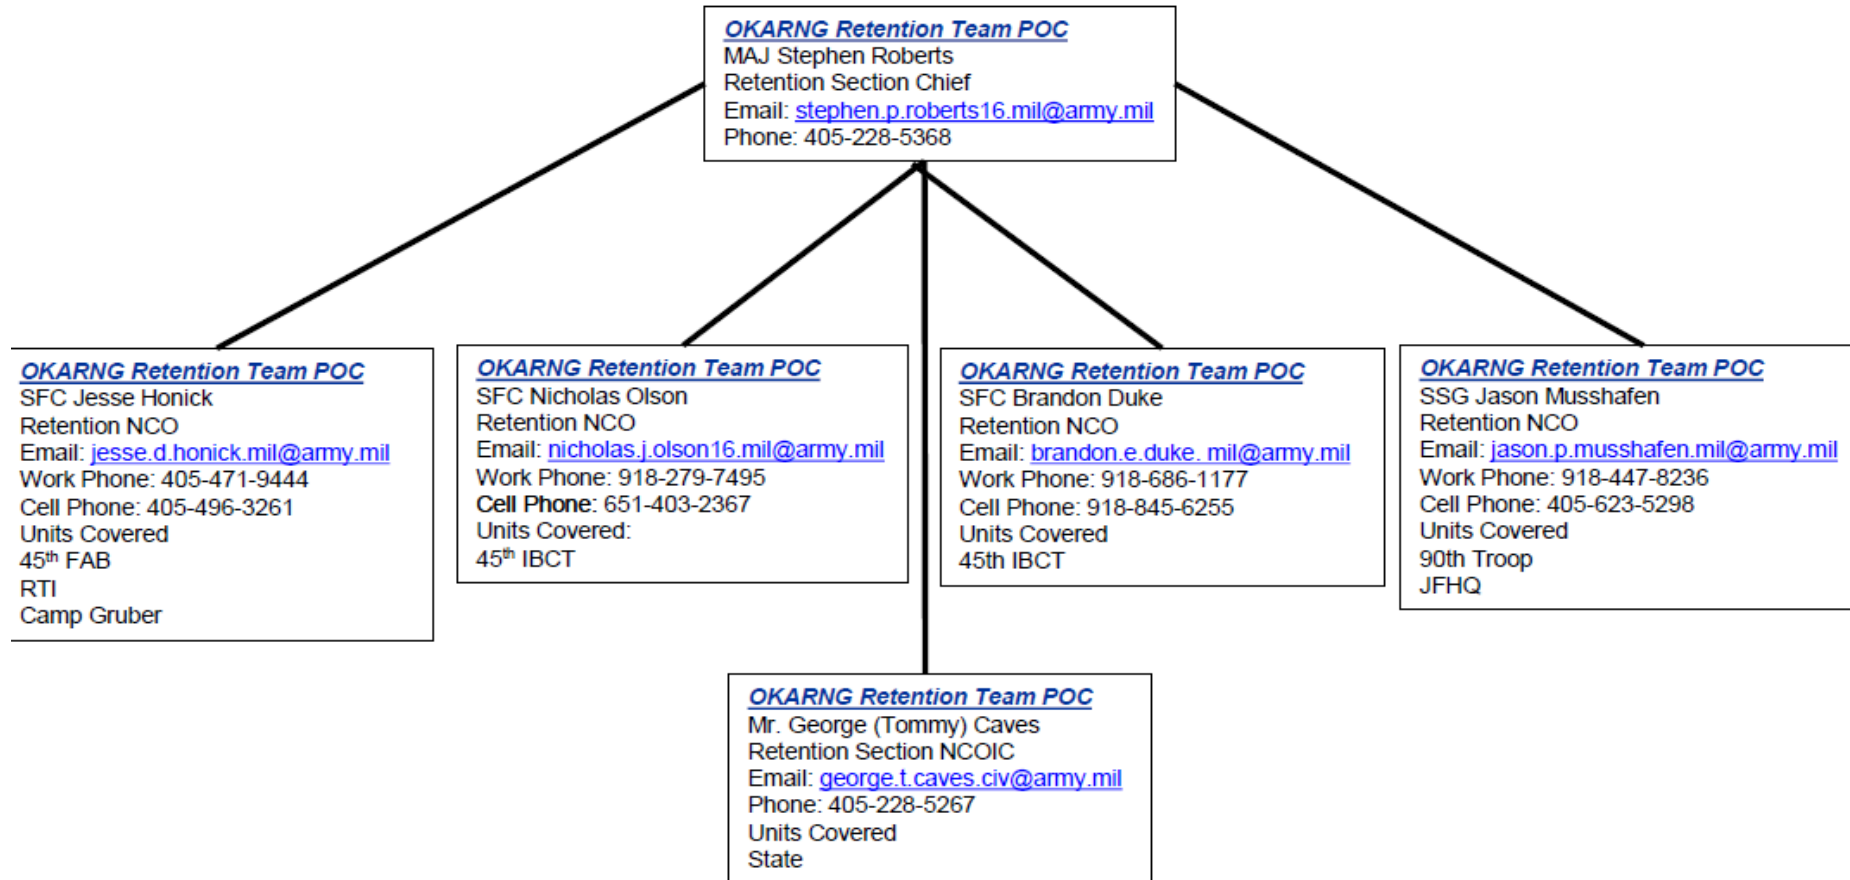 OKARNG Retention Team POC
MAJ Stephen Roberts
Retention Section Chief
Email: stephen.p.roberts16.mil@army.mil
Phone: 405-228-5368
OKARNG Retention Team POC
SFC Jesse Honick
Retention NCO
Email: jesse.d.honick.mil@army.mil
Work Phone: 405-471-9444
Cell Phone: 405-496-3261
Units Covered
45th FAB
RTI
Camp Gruber
OKARNG Retention Team POC
SFC Nicholas Olson
Retention NCO
Email: nicholas.j.olson16.mil@army.mil
Work Phone: 918-279-7495
Cell Phone: 651-403-2367
Units Covered:
45th IBCT
OKARNG Retention Team POC
SFC Brandon Duke
Retention NCO
Email: brandon.e.duke. mil@army.mil
Work Phone: 918-686-1177
Cell Phone: 918-845-6255
Units Covered
45th IBCT
OKARNG Retention Team POC
SSG Jason Musshafen
Retention NCO
Email: jason.p.musshafen.mil@army.mil
Work Phone: 918-447-8236
Cell Phone: 405-623-5298
Units Covered
90th Troop
JFHQ
OKARNG Retention Team POC
Mr. George (Tommy) Caves
Retention Section NCOIC
Email: george.t.caves.civ@army.mil
Phone: 405-228-5267
Units Covered
State